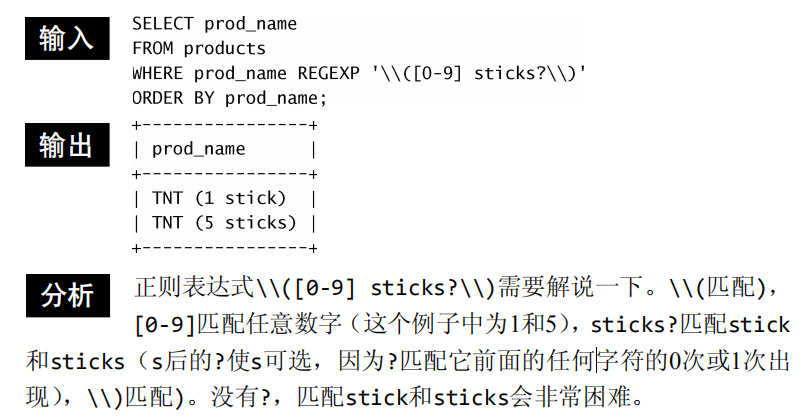 输入
SELECT prod_name
FROM products
WHERE prod_name REGEXP '\\([0-9] sticks?\\)'
ORDER BY prod_name;
输出
+----------------+
| prod_name      |
+----------------+
| TNT (1 stick)  |
| TNT (5 sticks) |
+----------------+
分析
正则表达式\\([0-9] sticks?\\)需要解说一下。\\(匹配),
[0-9]匹配任意数字（这个例子中为1和5），sticks?匹配stick
和sticks（s后的?使s可选，因为?匹配它前面的任何字符的0次或1次出
现），\\)匹配)。没有?，匹配stick和sticks会非常困难。